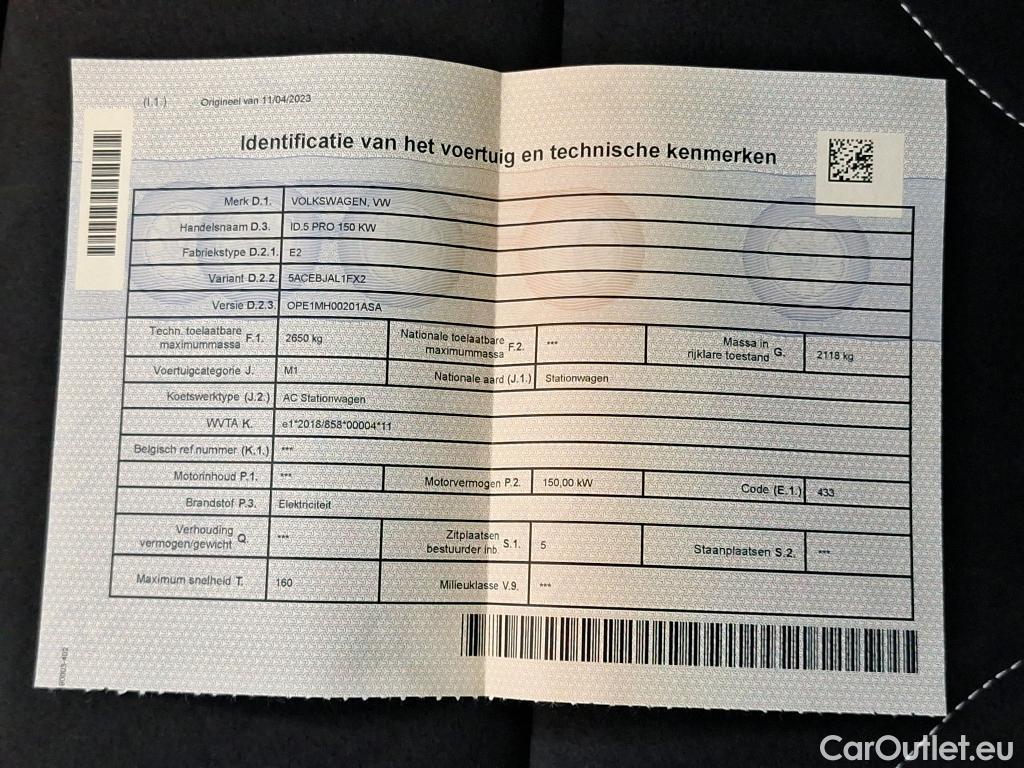 (I.1.) Origineel van 11/04/2023
Identificatie van het voertuig en technische kenmerken
Merk D.1. VOLKSWAGEN, VW
Handelsnaam D.3. ID.5 PRO 150 KW
Fabriekstype D.2.1. E2
Variant D.2.2. 5ACEBJAL1FX2
Versie D.2.3. OPE1MH00201ASA
Techn. toelaatbare maximummassa F.1. 2650 kg Nationale toelaatbare maximummassa F.2. *** Massa in rijklare toestand G. 2118 kg
Voertuigcategorie J. M1 Nationale aard (J.1.) Stationwagen
Koetswerktype (J.2.) AC Stationwagen
WVTA K. e1*2018/858*00004*11
Belgisch ref nummer (K.1.) ***
Motorinhoud P.1. *** Motorvermogen P.2. 150,00 kW Code (E.1.) 433
Brandstof P.3. Elektriciteit
Verhouding vermogen/gewicht Q. *** Zitplaatsen bestuurder inb. S.1. 5 Staanplaatsen S.2. ***
Maximum snelheid T. 160 Milieuklasse V.9. ***
90003-402
CarOutlet.eu